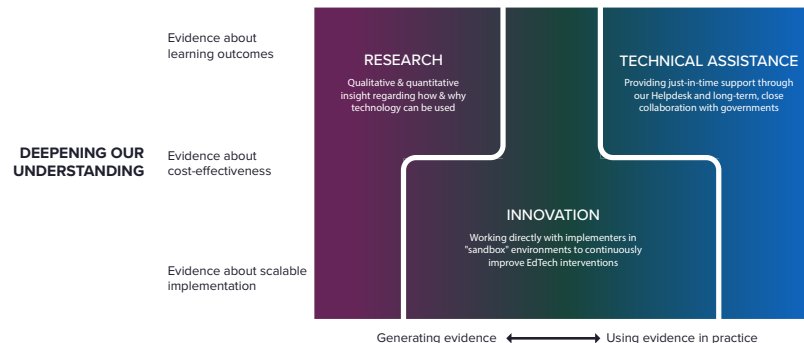 Evidence about
learning outcomes
RESEARCH
Qualitative & quantitative
insight regarding how & why
technology can be used
TECHNICAL ASSISTANCE
Providing just-in-time support through
our Helpdesk and long-term, close
collaboration with governments
DEEPENING OUR
UNDERSTANDING
Evidence about
cost-effectiveness
INNOVATION
Working directly with implementers in
"sandbox" environments to continuously
improve EdTech interventions
Evidence about scalable
implementation
Generating evidence
Using evidence in practice